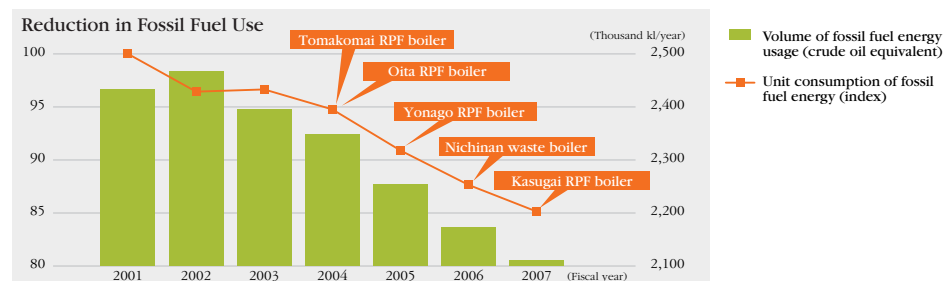 Reduction in Fossil Fuel Use
(Thousand kl/year)
100
95
90
85
80
2,500
2,400
2,300
2,200
2,100
Tomakomai RPF boiler
Oita RPF boiler
Yonago RPF boiler
Nichinan waste boiler
Kasugai RPF boiler
2001 2002 2003 2004 2005 2006 2007 (Fiscal year)
Volume of fossil fuel energy
usage (crude oil equivalent)
Unit consumption of fossil
fuel energy (index)